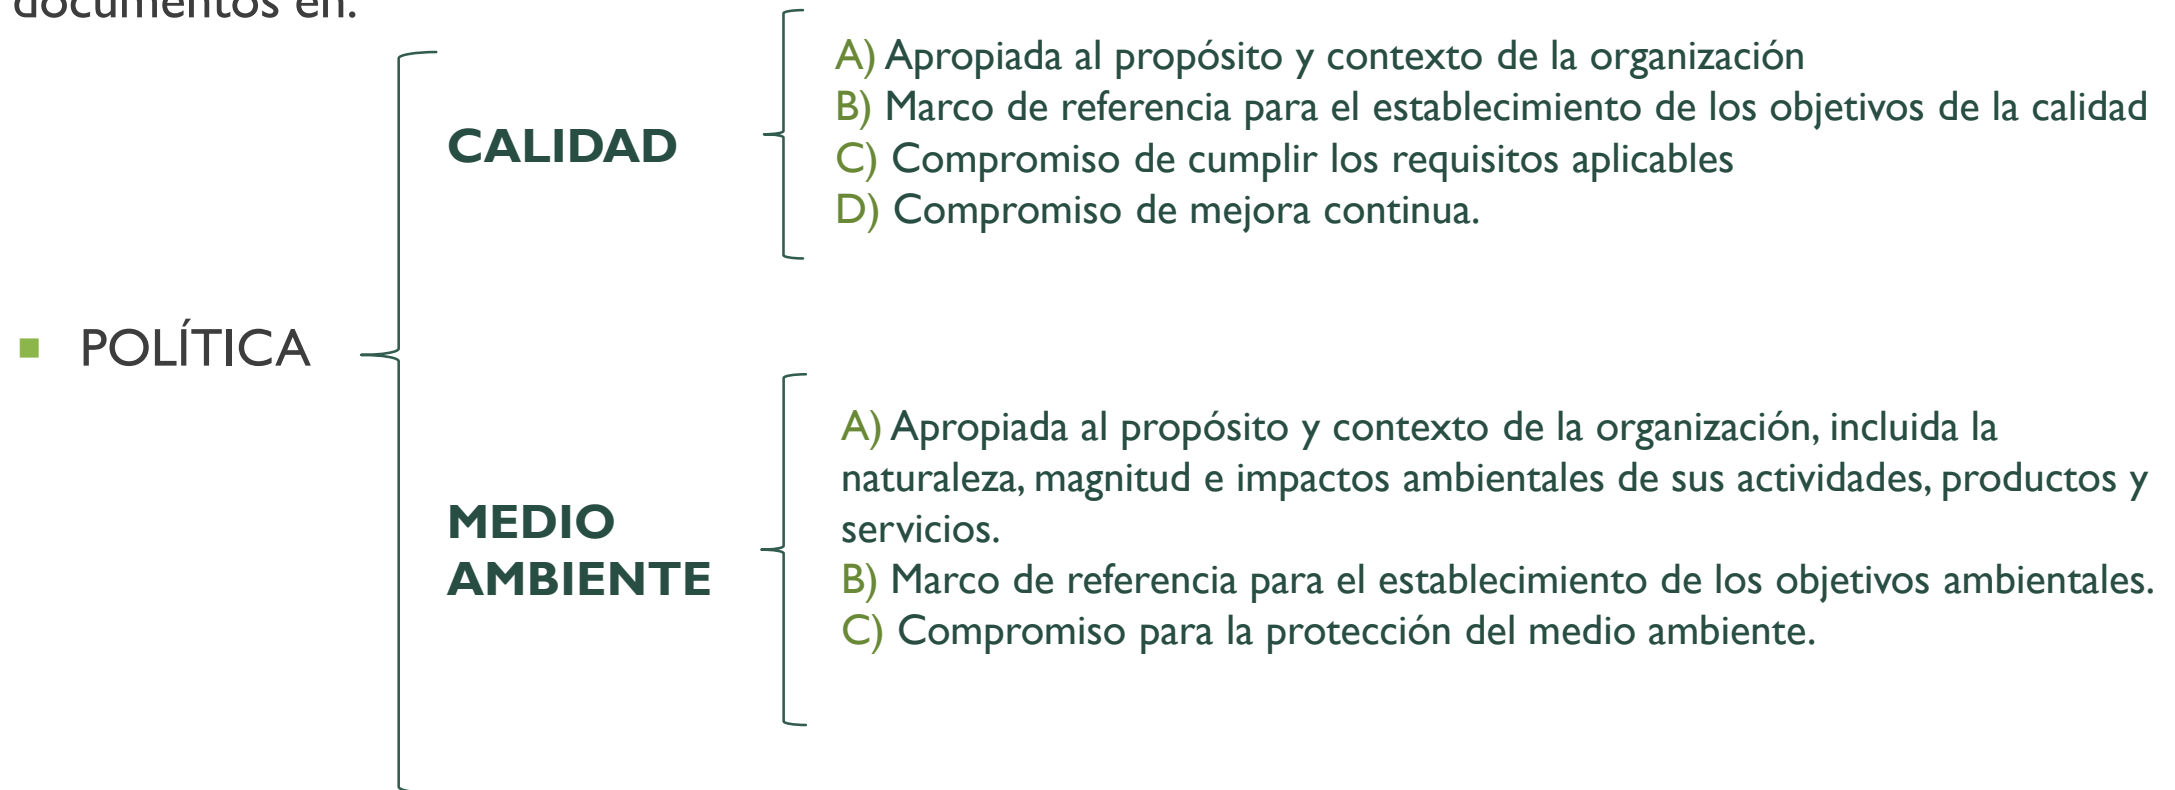 documentos en:
CALIDAD
A) Apropiada al propósito y contexto de la organización
B) Marco de referencia para el establecimiento de los objetivos de la calidad
C) Compromiso de cumplir los requisitos aplicables
D) Compromiso de mejora continua.
POLÍTICA
MEDIO
AMBIENTE
A) Apropiada al propósito y contexto de la organización, incluida la
naturaleza, magnitud e impactos ambientales de sus actividades, productos y
servicios.
B) Marco de referencia para el establecimiento de los objetivos ambientales.
C) Compromiso para la protección del medio ambiente.